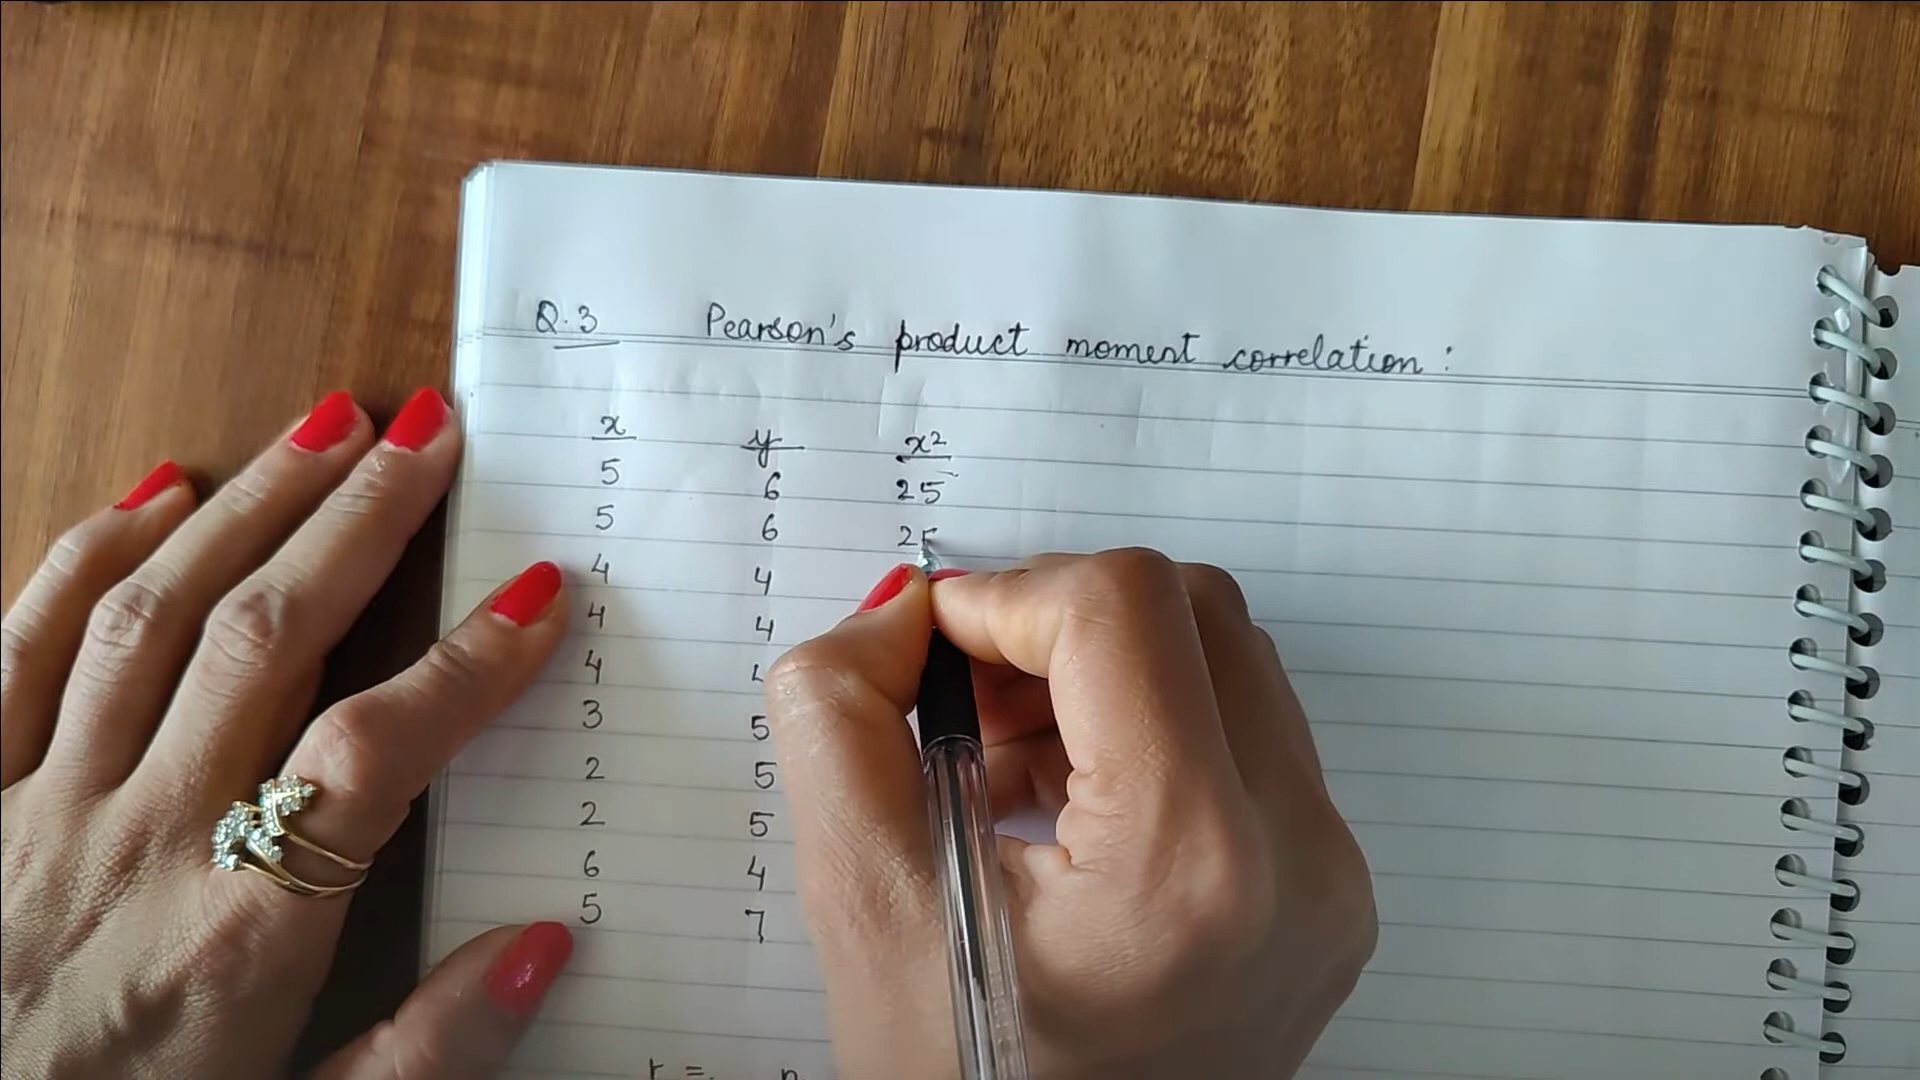 Q.3 Pearson's product moment correlation:
x y x²
5 6 25
5 6 25
4 4
4 4
4
3 5
2 5
2 5
6 4
5 7
r =